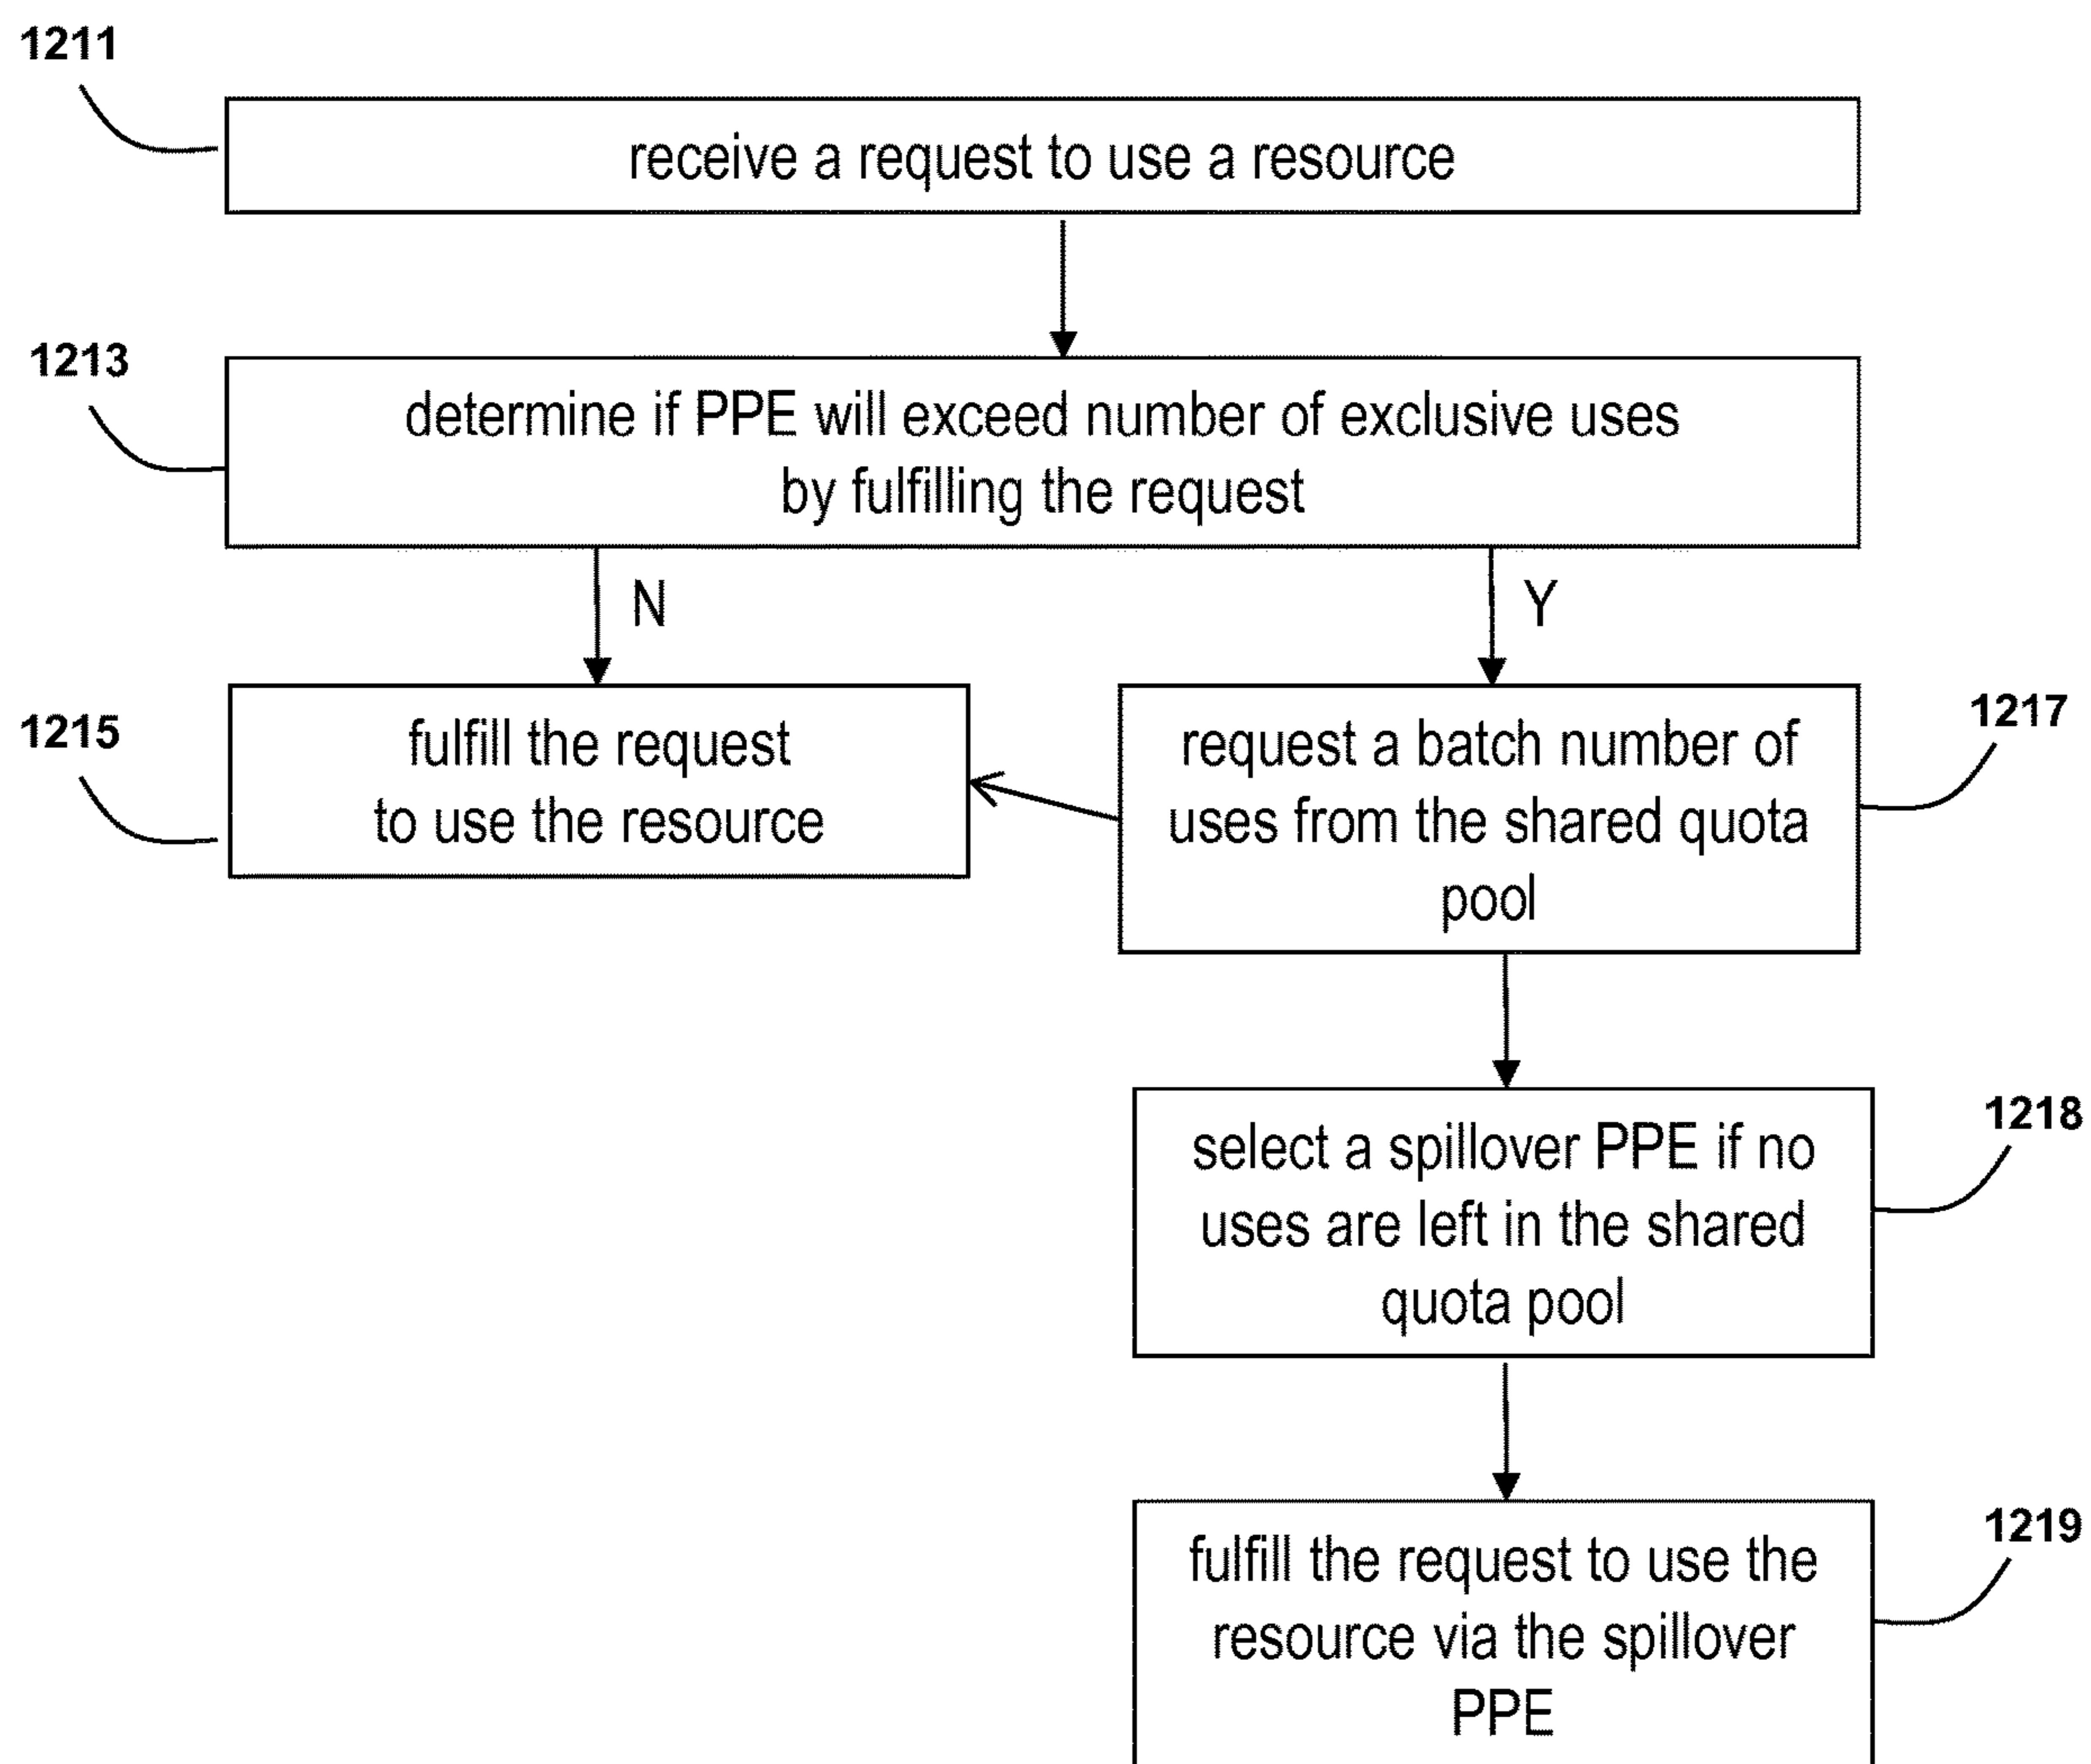 1211
receive a request to use a resource
1213
determine if PPE will exceed number of exclusive uses
by fulfilling the request
N
Y
1215
fulfill the request
to use the resource
1217
request a batch number of
uses from the shared quota
pool
1218
select a spillover PPE if no
uses are left in the shared
quota pool
1219
fulfill the request to use the
resource via the spillover
PPE